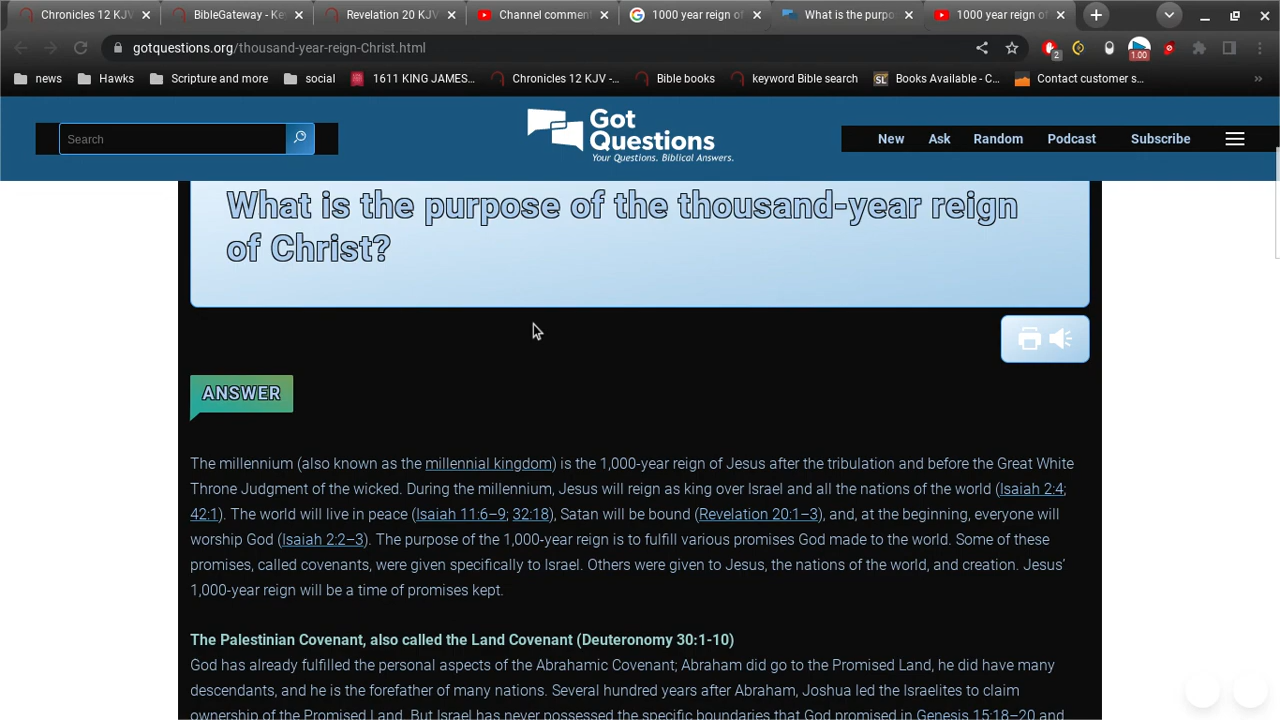 Chronicles 12 KJV
BibleGateway - Ke
Revelation 20 KJV
Channel commen
1000 year reign of
What is the purpo
1000 year reign of
gotquestions.org/thousand-year-reign-Christ.html
2
1.00
news
Hawks
Scripture and more
social
1611 KING JAMES...
Chronicles 12 KJV -...
Bible books
keyword Bible search
SL
Books Available - C...
Contact customer s...
»
Search
Got
Questions
Your Questions. Biblical Answers.
New
Ask
Random
Podcast
Subscribe
What is the purpose of the thousand-year reign
of Christ?
ANSWER
The millennium (also known as the millennial kingdom) is the 1,000-year reign of Jesus after the tribulation and before the Great White
Throne Judgment of the wicked. During the millennium, Jesus will reign as king over Israel and all the nations of the world (Isaiah 2:4;
42:1). The world will live in peace (Isaiah 11:6–9; 32:18), Satan will be bound (Revelation 20:1–3), and, at the beginning, everyone will
worship God (Isaiah 2:2–3). The purpose of the 1,000-year reign is to fulfill various promises God made to the world. Some of these
promises, called covenants, were given specifically to Israel. Others were given to Jesus, the nations of the world, and creation. Jesus’
1,000-year reign will be a time of promises kept.
The Palestinian Covenant, also called the Land Covenant (Deuteronomy 30:1-10)
God has already fulfilled the personal aspects of the Abrahamic Covenant; Abraham did go to the Promised Land, he did have many
descendants, and he is the forefather of many nations. Several hundred years after Abraham, Joshua led the Israelites to claim
ownership of the Promised Land. But Israel has never possessed the specific boundaries that God promised in Genesis 15:18–20 and